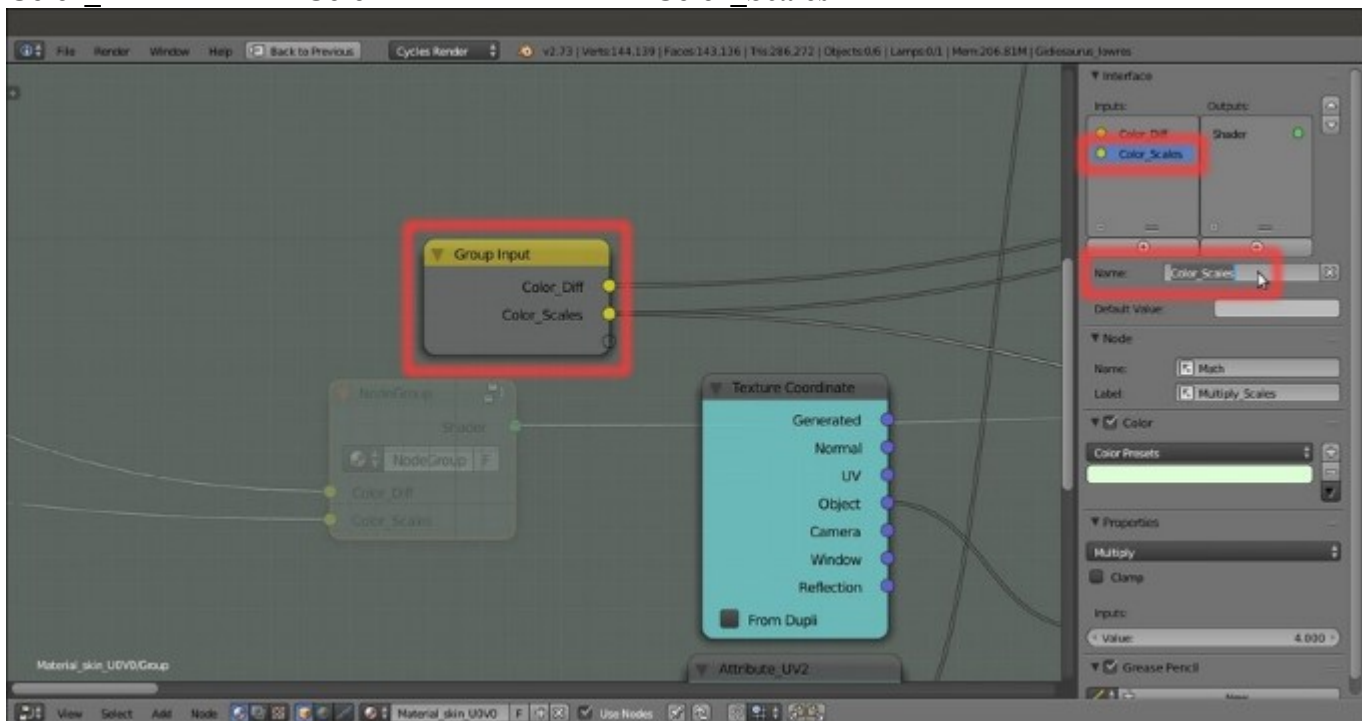 File Render Window Help Back to Previous Cycles Render v2.73 | Verts:144,139 | Faces:143,136 | Tris:286,272 | Objects:0/6 | Lamps:0/1 | Mem:206.81M | Gidiosaurus_lowres
Interface
Inputs: Outputs:
Color_Diff Shader
Color_Scales
Group Input
Color_Diff
Color_Scales
Name: Color_Scales
Default Value:
Node
Name: Math
Label: Multiply_Scales
Color
Color Presets
Properties
Multiply
Clamp
Inputs:
Value: 4.000
Grease Pencil
New
NodeGroup
Shader
NodeGroup F
Color_Diff
Color_Scales
Texture Coordinate
Generated
Normal
UV
Object
Camera
Window
Reflection
From Dupli
Attribute_UV2
Material_skin_U0V0/Group
View Select Add Node Material_skin_U0V0 F Use Nodes